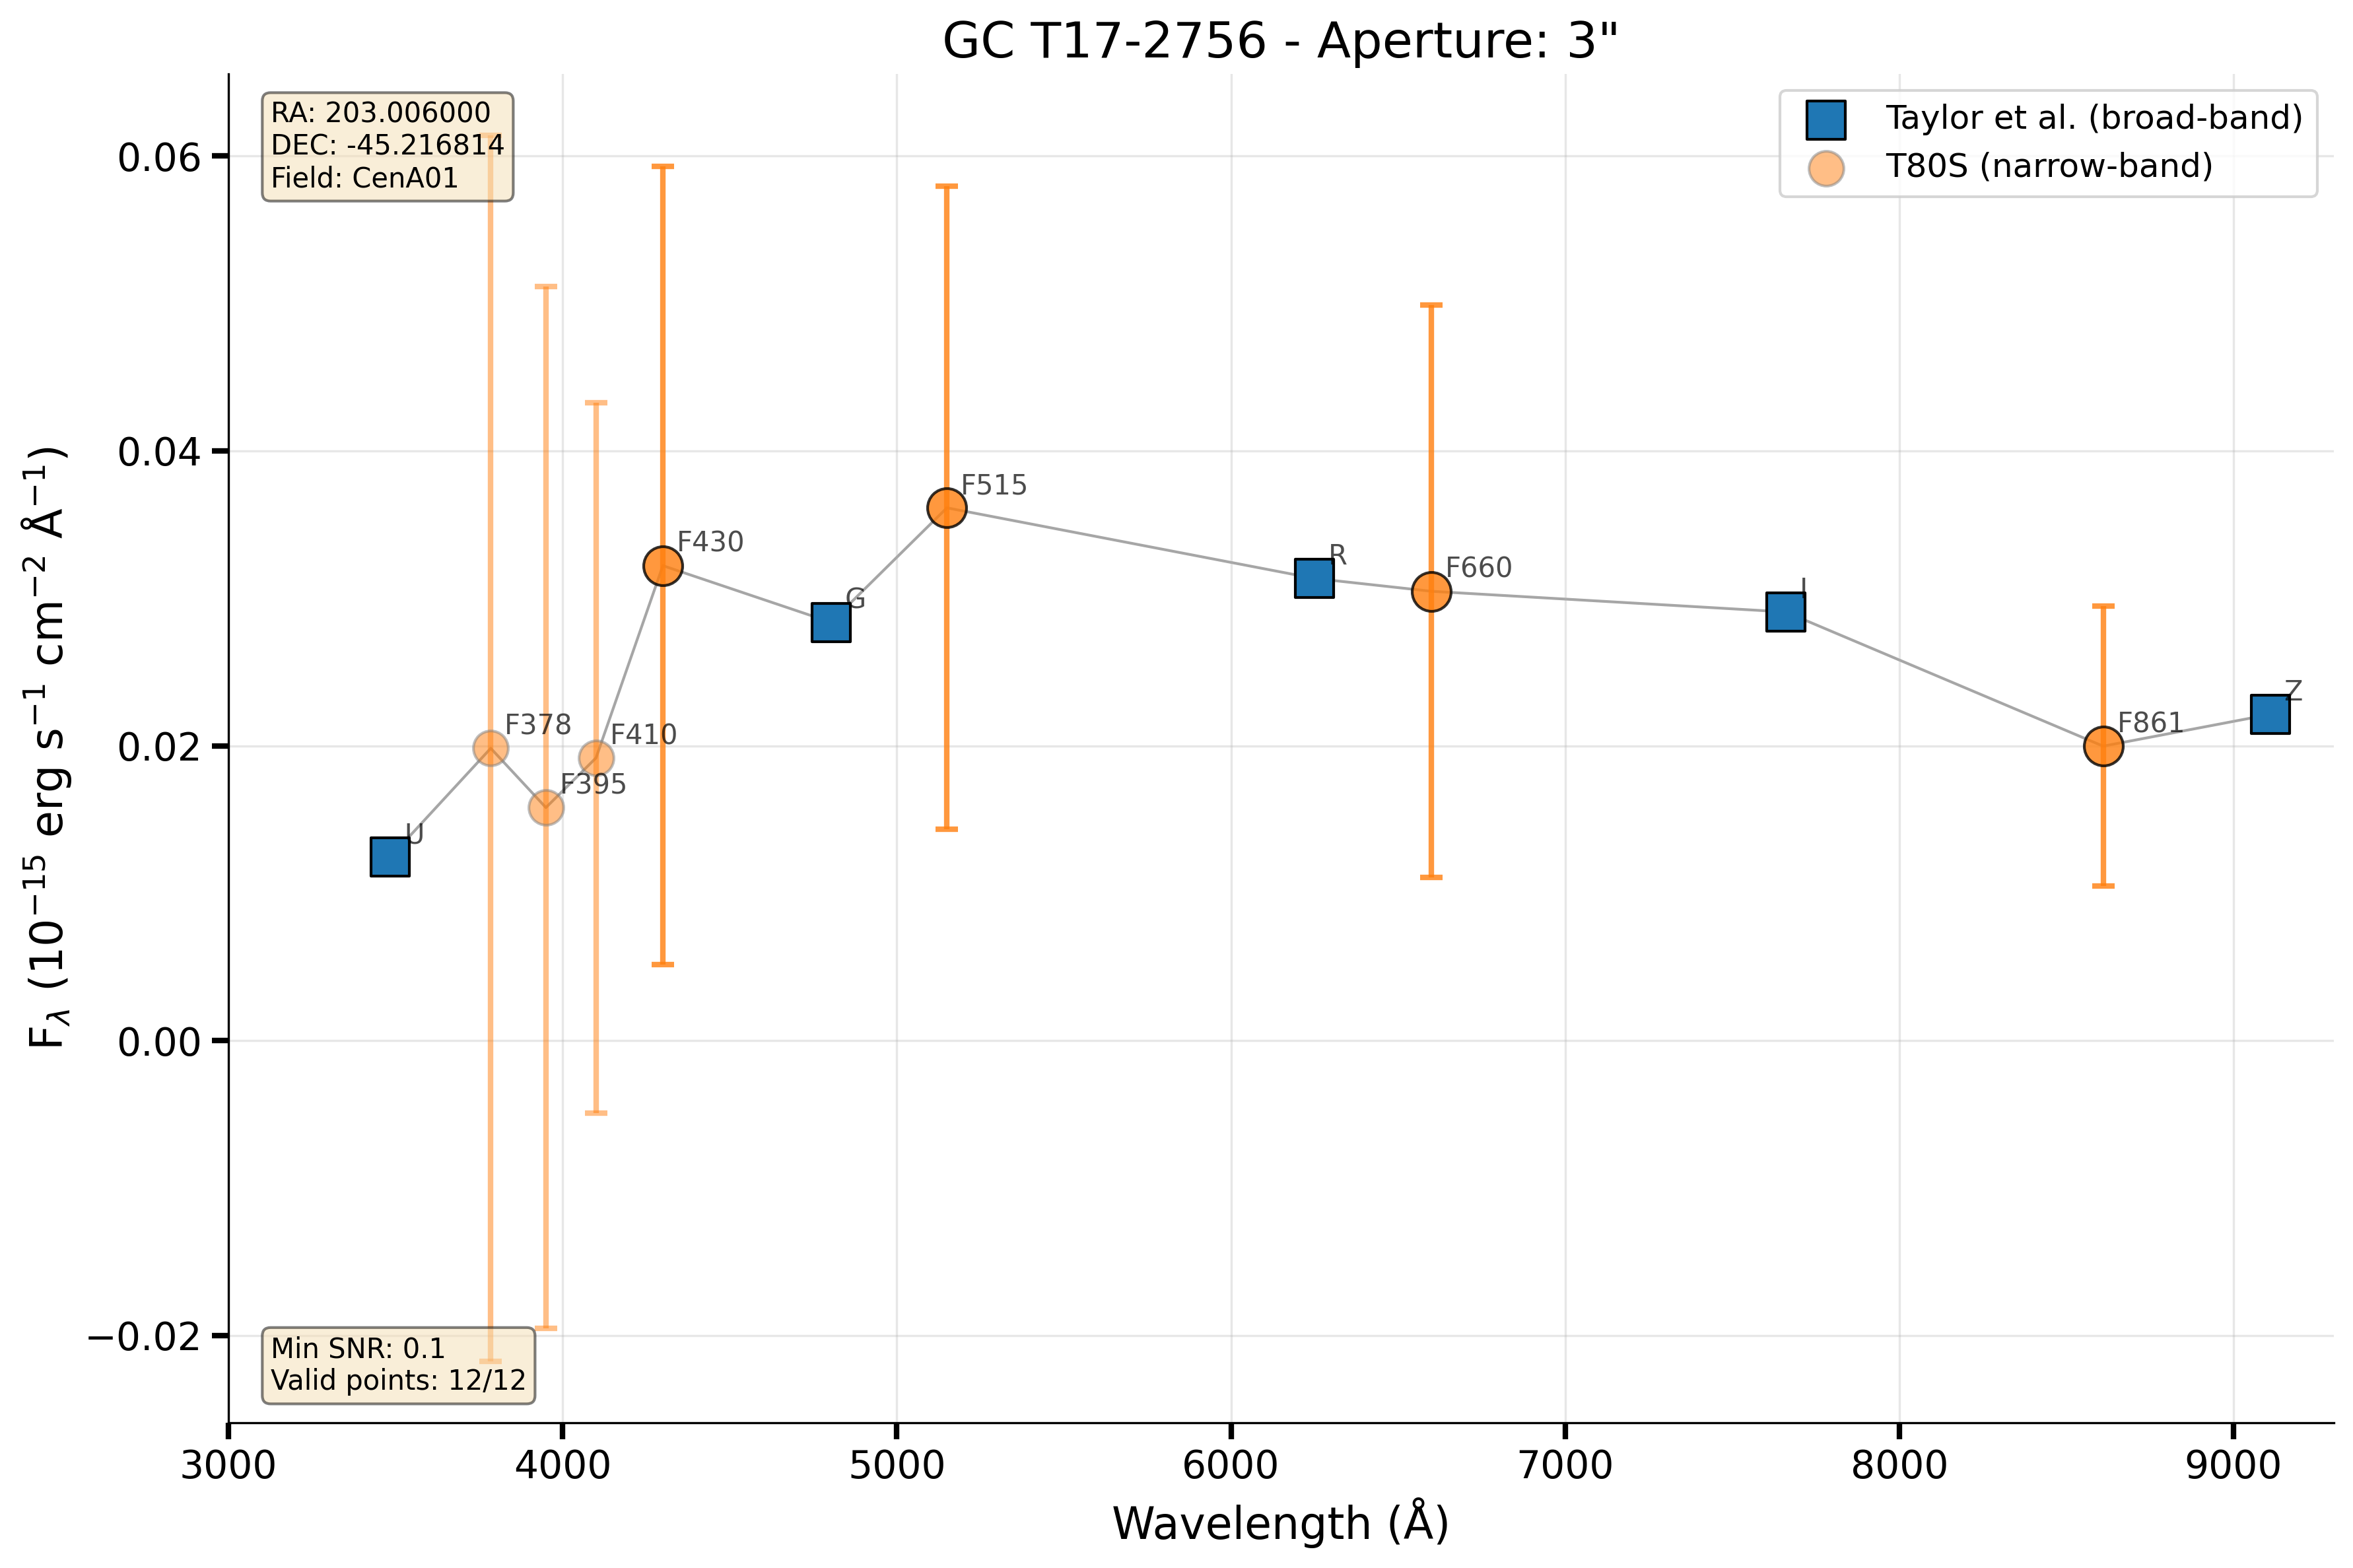 GC T17-2756 - Aperture: 3"
RA: 203.006000
DEC: -45.216814
Field: CenA01
Taylor et al. (broad-band)
T80S (narrow-band)
0.06
0.04
0.02
0.00
−0.02
F_λ (10⁻¹⁵ erg s⁻¹ cm⁻² Å⁻¹)
U
F378
F395
F410
F430
G
F515
R
F660
I
F861
Z
Min SNR: 0.1
Valid points: 12/12
3000 4000 5000 6000 7000 8000 9000
Wavelength (Å)